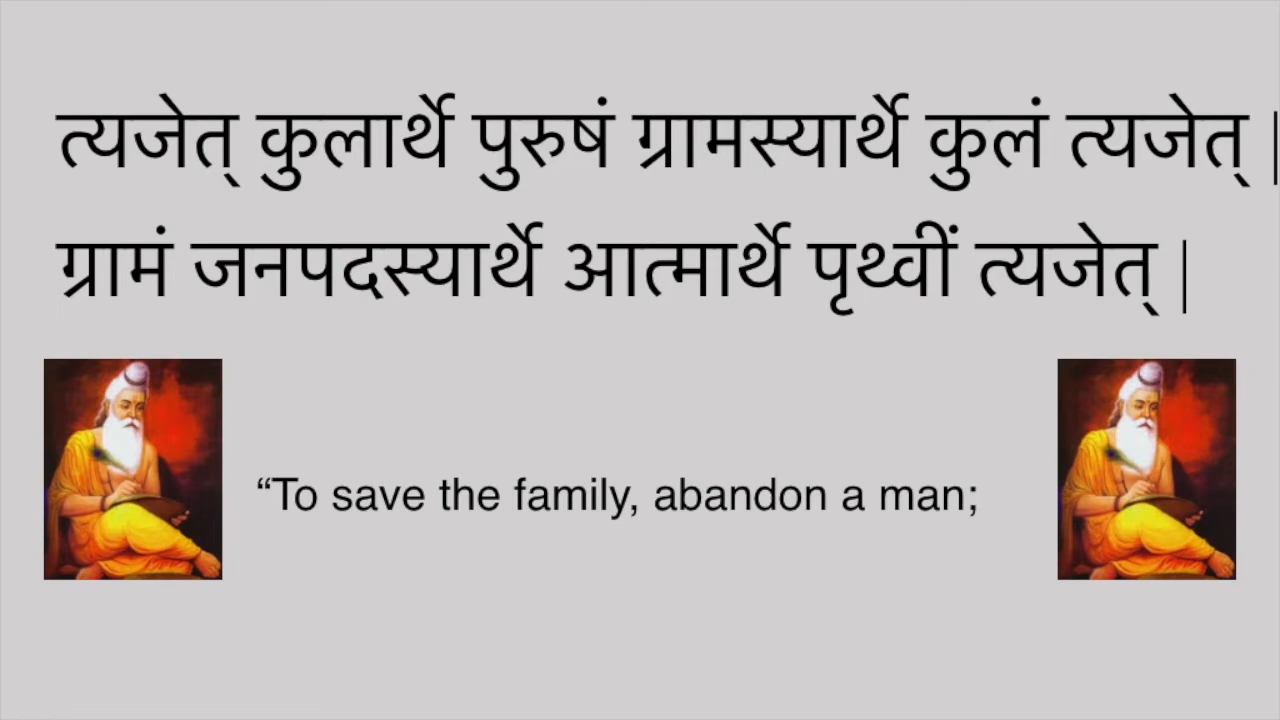 त्यजेत् कुलार्थे पुरुषं ग्रामस्यार्थे कुलं त्यजेत् |
ग्रामं जनपदस्यार्थे आत्मार्थे पृथ्वीं त्यजेत् |
“To save the family, abandon a man;